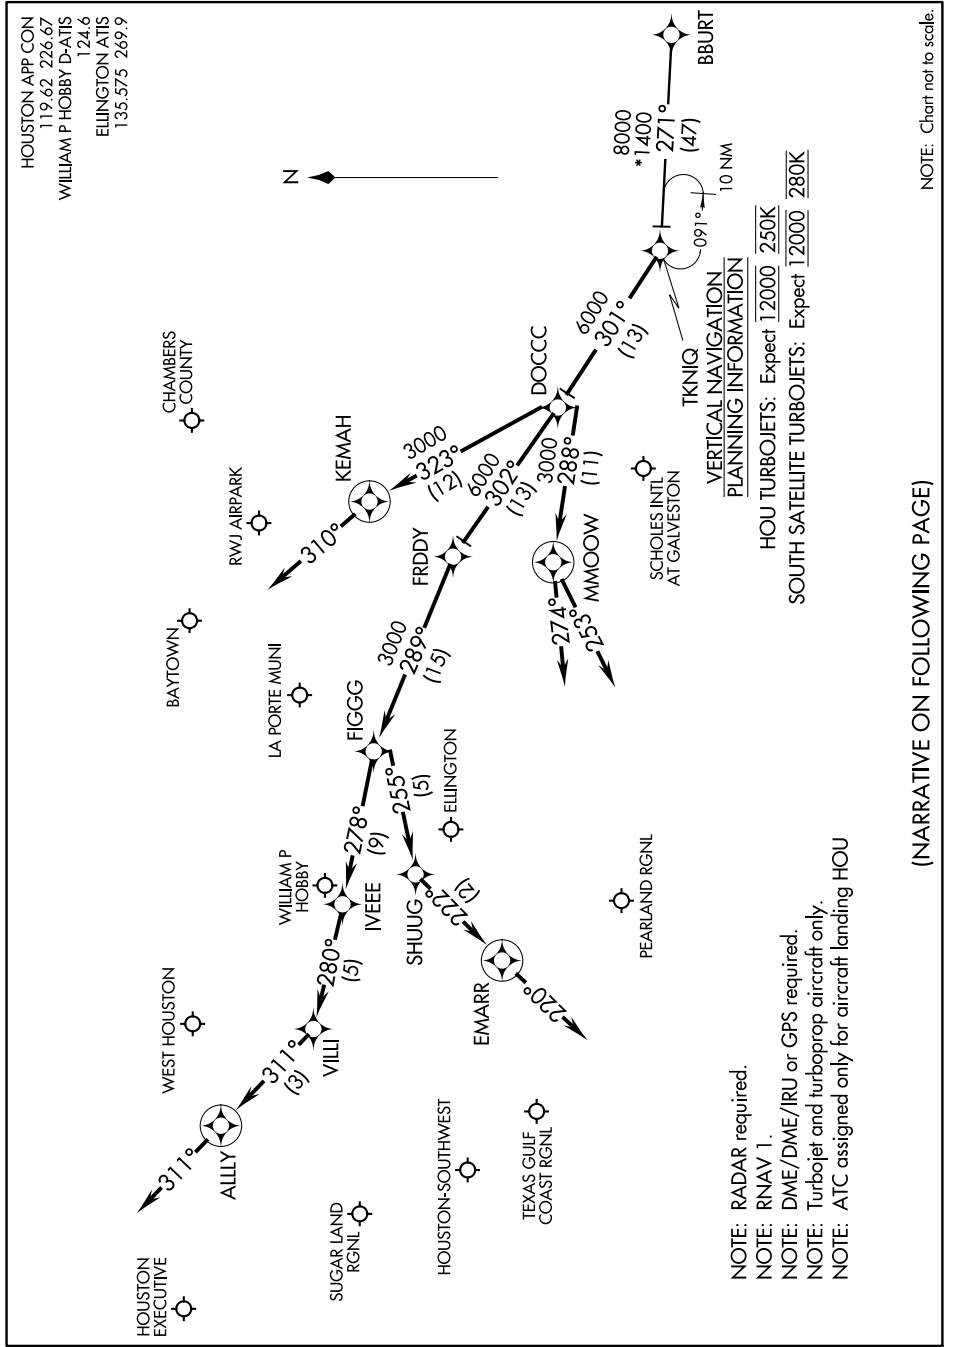 HOUSTON APP CON
119.62 226.67
WILLIAM P HOBBY D-ATIS
124.6
ELLINGTON ATIS
135.575 269.9
N
CHAMBERS
COUNTY
RWJ AIRPARK
BAYTOWN
LA PORTE MUNI
WILLIAM P
HOBBY
WEST HOUSTON
HOUSTON
EXECUTIVE
SUGAR LAND
RGNL
HOUSTON-SOUTHWEST
TEXAS GULF
COAST RGNL
PEARLAND RGNL
ELLINGTON
SCHOLES INTL
AT GALVESTON
BBURT
8000
*1400
271°
(47)
10 NM
091°
TKNIQ
6000
301°
(13)
DOCCC
3000
323°
(12)
KEMAH
310°
6000
302°
(13)
FRDDY
3000
288°
(11)
MMOOW
274°
253°
3000
289°
(15)
FIGGG
278°
(9)
IVEEE
280°
(5)
VILLI
311°
(3)
ALLLY
311°
255°
(5)
SHUUG
222°
(2)
EMARR
220°
VERTICAL NAVIGATION
PLANNING INFORMATION
HOU TURBOJETS: Expect 12000 250K
SOUTH SATELLITE TURBOJETS: Expect 12000 280K
NOTE: RADAR required.
NOTE: RNAV 1.
NOTE: DME/DME/IRU or GPS required.
NOTE: Turbojet and turboprop aircraft only.
NOTE: ATC assigned only for aircraft landing HOU
(NARRATIVE ON FOLLOWING PAGE)
NOTE: Chart not to scale.